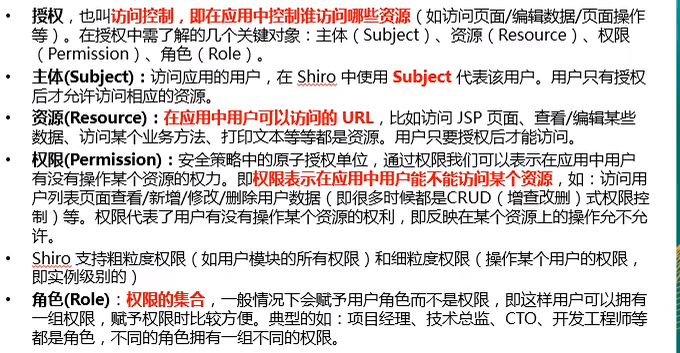 • 授权，也叫访问控制，即在应用中控制谁访问哪些资源（如访问页面/编辑数据/页面操作
等）。在授权中需了解的几个关键对象：主体（Subject）、资源（Resource）、权限
（Permission）、角色（Role）。
• 主体(Subject)：访问应用的用户，在 Shiro 中使用 Subject 代表该用户。用户只有授权
后才允许访问相应的资源。
• 资源(Resource)：在应用中用户可以访问的 URL，比如访问 JSP 页面、查看/编辑某些
数据、访问某个业务方法、打印文本等等都是资源。用户只要授权后才能访问。
• 权限(Permission)：安全策略中的原子授权单位，通过权限我们可以表示在应用中用户
有没有操作某个资源的权力。即权限表示在应用中用户能不能访问某个资源，如：访问用
户列表页面查看/新增/修改/删除用户数据（即很多时候都是CRUD（增查改删）式权限控
制）等。权限代表了用户有没有操作某个资源的权利，即反映在某个资源上的操作允不允
许。
• Shiro 支持粗粒度权限（如用户模块的所有权限）和细粒度权限（操作某个用户的权限，
即实例级别的）
• 角色(Role)：权限的集合，一般情况下会赋予用户角色而不是权限，即这样用户可以拥有
一组权限，赋予权限时比较方便。典型的如：项目经理、技术总监、CTO、开发工程师等
都是角色，不同的角色拥有一组不同的权限。